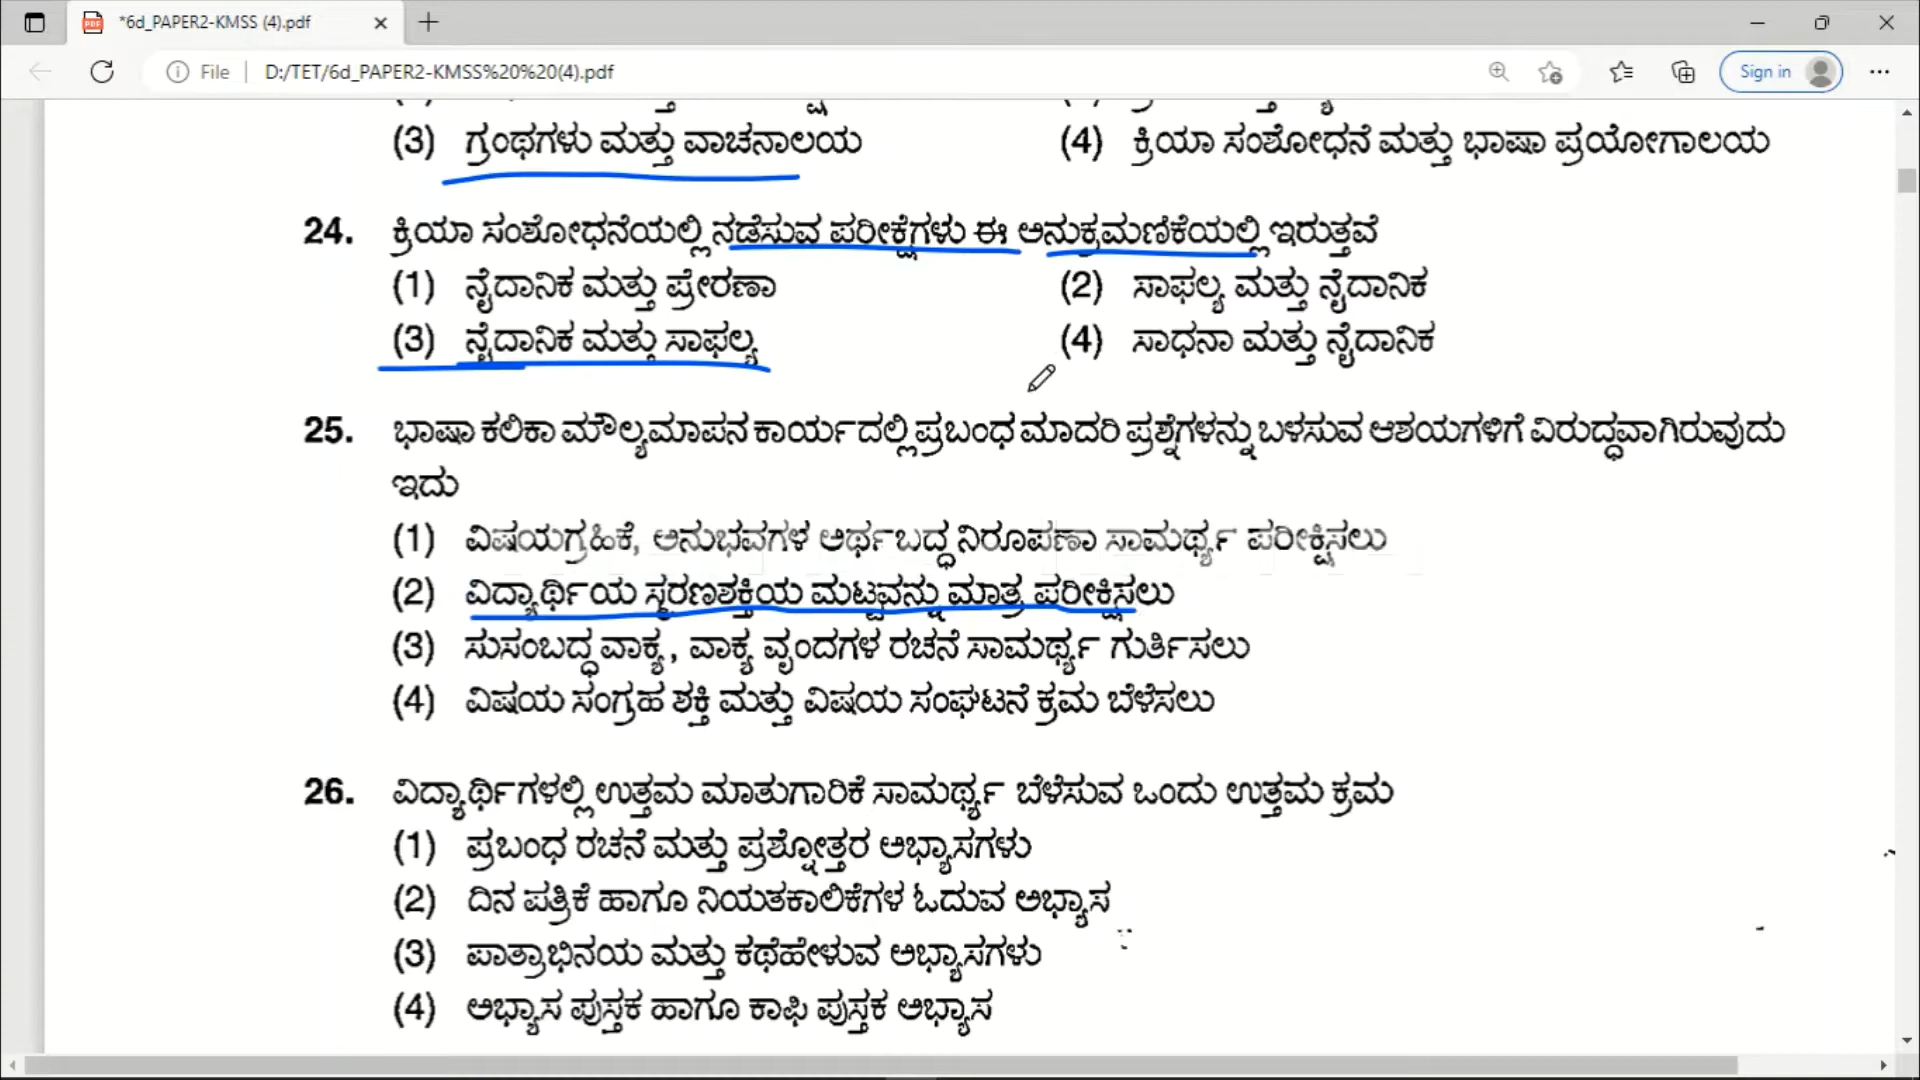 *6d_PAPER2-KMSS (4).pdf
File D:/TET/6d_PAPER2-KMSS%20%20(4).pdf Sign in
(3) ಗ್ರಂಥಗಳು ಮತ್ತು ವಾಚನಾಲಯ (4) ಕ್ರಿಯಾ ಸಂಶೋಧನೆ ಮತ್ತು ಭಾಷಾ ಪ್ರಯೋಗಾಲಯ
24. ಕ್ರಿಯಾ ಸಂಶೋಧನೆಯಲ್ಲಿ ನಡೆಸುವ ಪರೀಕ್ಷೆಗಳು ಈ ಅನುಕ್ರಮಣಿಕೆಯಲ್ಲಿ ಇರುತ್ತವೆ
(1) ನೈದಾನಿಕ ಮತ್ತು ಪ್ರೇರಣಾ (2) ಸಾಫಲ್ಯ ಮತ್ತು ನೈದಾನಿಕ
(3) ನೈದಾನಿಕ ಮತ್ತು ಸಾಫಲ್ಯ (4) ಸಾಧನಾ ಮತ್ತು ನೈದಾನಿಕ
25. ಭಾಷಾ ಕಲಿಕಾ ಮೌಲ್ಯಮಾಪನ ಕಾರ್ಯದಲ್ಲಿ ಪ್ರಬಂಧ ಮಾದರಿ ಪ್ರಶ್ನೆಗಳನ್ನು ಬಳಸುವ ಆಶಯಗಳಿಗೆ ವಿರುದ್ಧವಾಗಿರುವುದು
ಇದು
(1) ವಿಷಯಗ್ರಹಿಕೆ, ಅನುಭವಗಳ ಅರ್ಥಬದ್ಧ ನಿರೂಪಣಾ ಸಾಮರ್ಥ್ಯ ಪರೀಕ್ಷಿಸಲು
(2) ವಿದ್ಯಾರ್ಥಿಯ ಸ್ಮರಣಶಕ್ತಿಯ ಮಟ್ಟವನ್ನು ಮಾತ್ರ ಪರೀಕ್ಷಿಸಲು
(3) ಸುಸಂಬದ್ಧ ವಾಕ್ಯ, ವಾಕ್ಯ ವೃಂದಗಳ ರಚನೆ ಸಾಮರ್ಥ್ಯ ಗುರ್ತಿಸಲು
(4) ವಿಷಯ ಸಂಗ್ರಹ ಶಕ್ತಿ ಮತ್ತು ವಿಷಯ ಸಂಘಟನೆ ಕ್ರಮ ಬೆಳೆಸಲು
26. ವಿದ್ಯಾರ್ಥಿಗಳಲ್ಲಿ ಉತ್ತಮ ಮಾತುಗಾರಿಕೆ ಸಾಮರ್ಥ್ಯ ಬೆಳೆಸುವ ಒಂದು ಉತ್ತಮ ಕ್ರಮ
(1) ಪ್ರಬಂಧ ರಚನೆ ಮತ್ತು ಪ್ರಶ್ನೋತ್ತರ ಅಭ್ಯಾಸಗಳು
(2) ದಿನ ಪತ್ರಿಕೆ ಹಾಗೂ ನಿಯತಕಾಲಿಕೆಗಳ ಓದುವ ಅಭ್ಯಾಸ
(3) ಪಾತ್ರಾಭಿನಯ ಮತ್ತು ಕಥೆಹೇಳುವ ಅಭ್ಯಾಸಗಳು
(4) ಅಭ್ಯಾಸ ಪುಸ್ತಕ ಹಾಗೂ ಕಾಫಿ ಪುಸ್ತಕ ಅಭ್ಯಾಸ